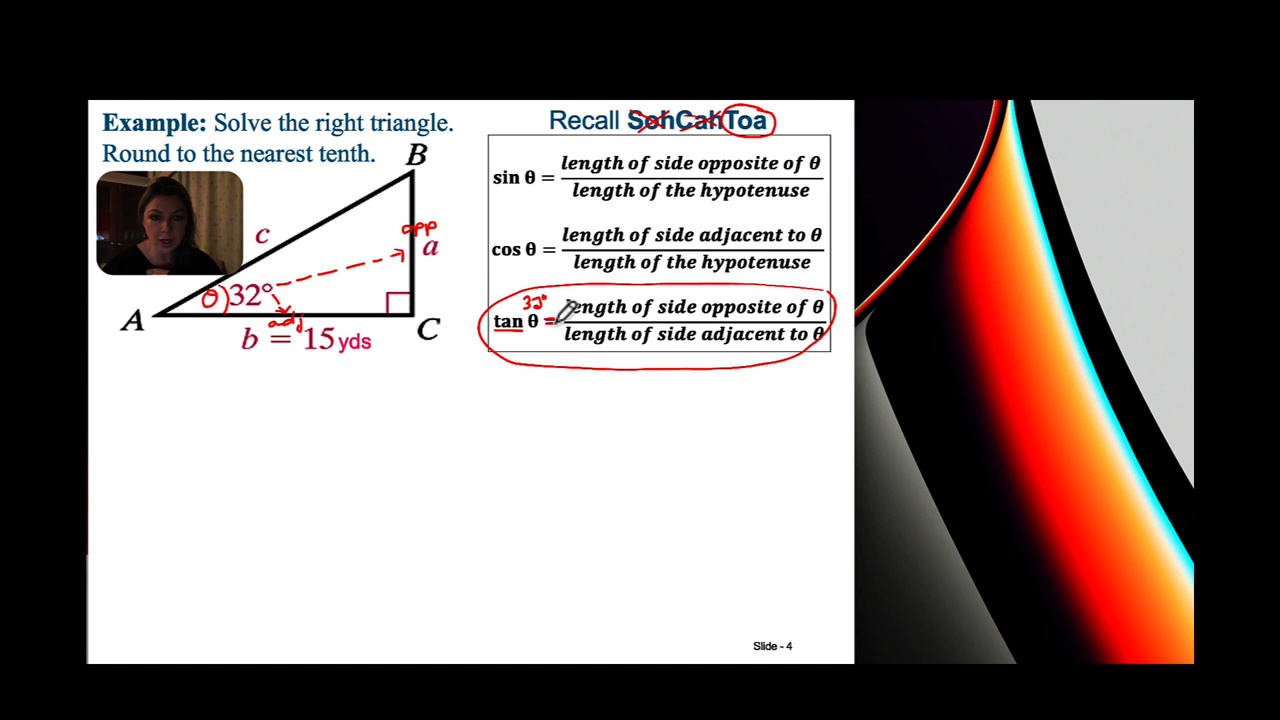 Example: Solve the right triangle.
Round to the nearest tenth.
B
c
opp
a
θ
32°
A
adj
b = 15 yds
C
Recall SohCahToa
sin θ = length of side opposite of θ
length of the hypotenuse
cos θ = length of side adjacent to θ
length of the hypotenuse
32°
tan θ = length of side opposite of θ
length of side adjacent to θ
Slide - 4